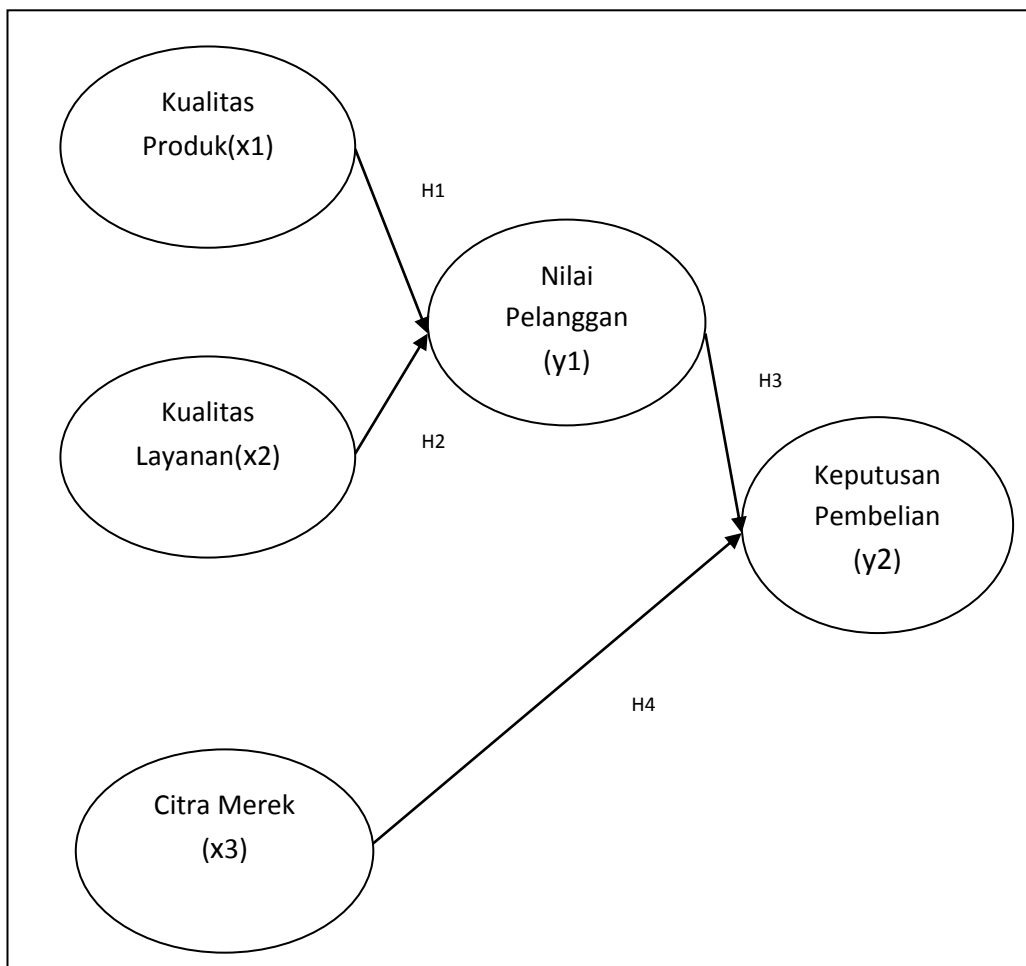 Kualitas
Produk(x1)
H1
Nilai
Pelanggan
(y1)
Kualitas
Layanan(x2)
H2
H3
Keputusan
Pembelian
(y2)
H4
Citra Merek
(x3)